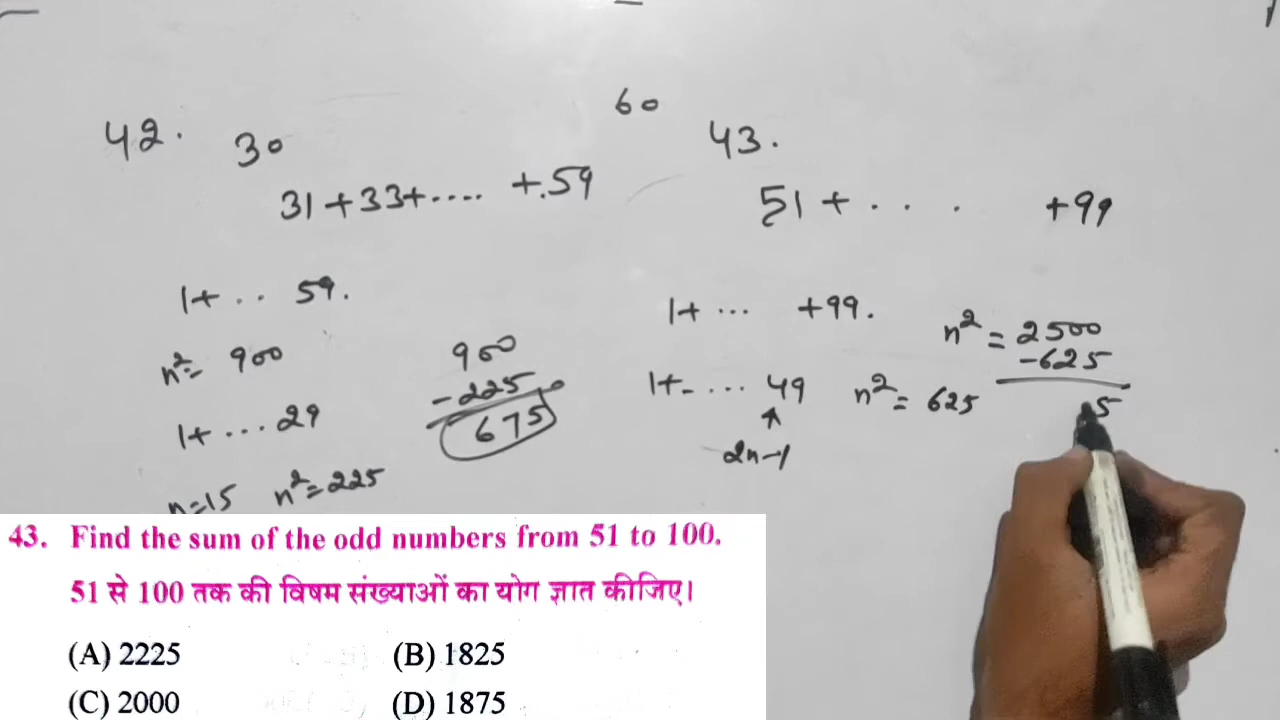 42.
30
60
31 + 33 + .... + .59
1 + .. 59.
n² = 900
1 + ... 29
n = 15 n² = 225
900
- 225
675
43.
51 + . . . + 99
1 + ... + 99.
n² = 2500
- 625
5
1 + - ... 49 n² = 625
2n - 1
43. Find the sum of the odd numbers from 51 to 100.
51 से 100 तक की विषम संख्याओं का योग ज्ञात कीजिए।
(A) 2225 (B) 1825
(C) 2000 (D) 1875